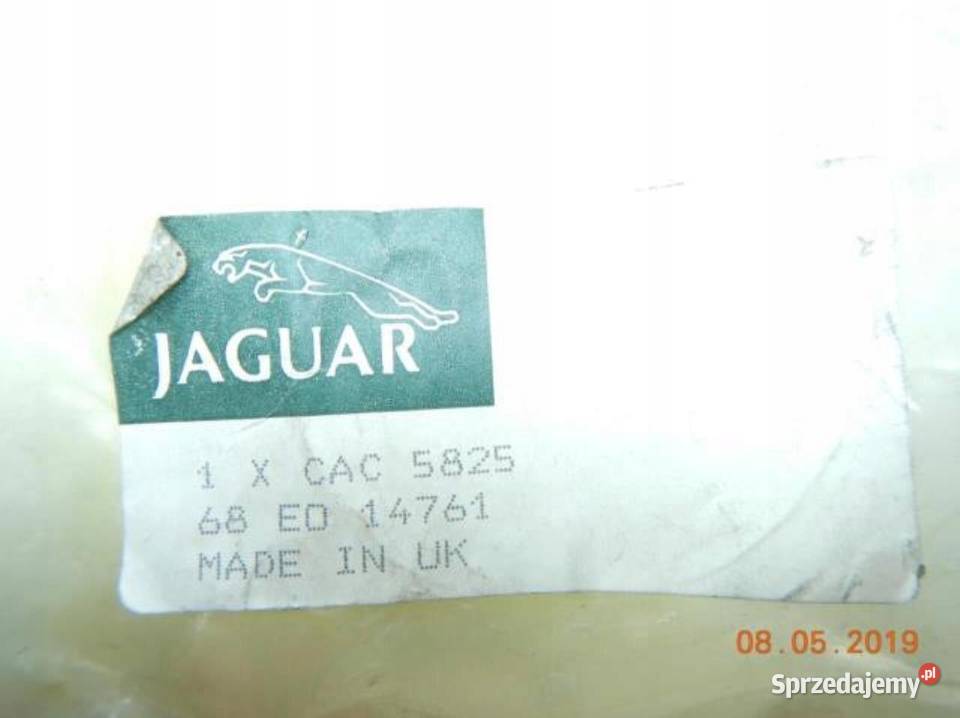 JAGUAR
1 X CAC 5825
68 ED 14761
MADE IN UK
08.05.2019
Sprzedajemy.pl